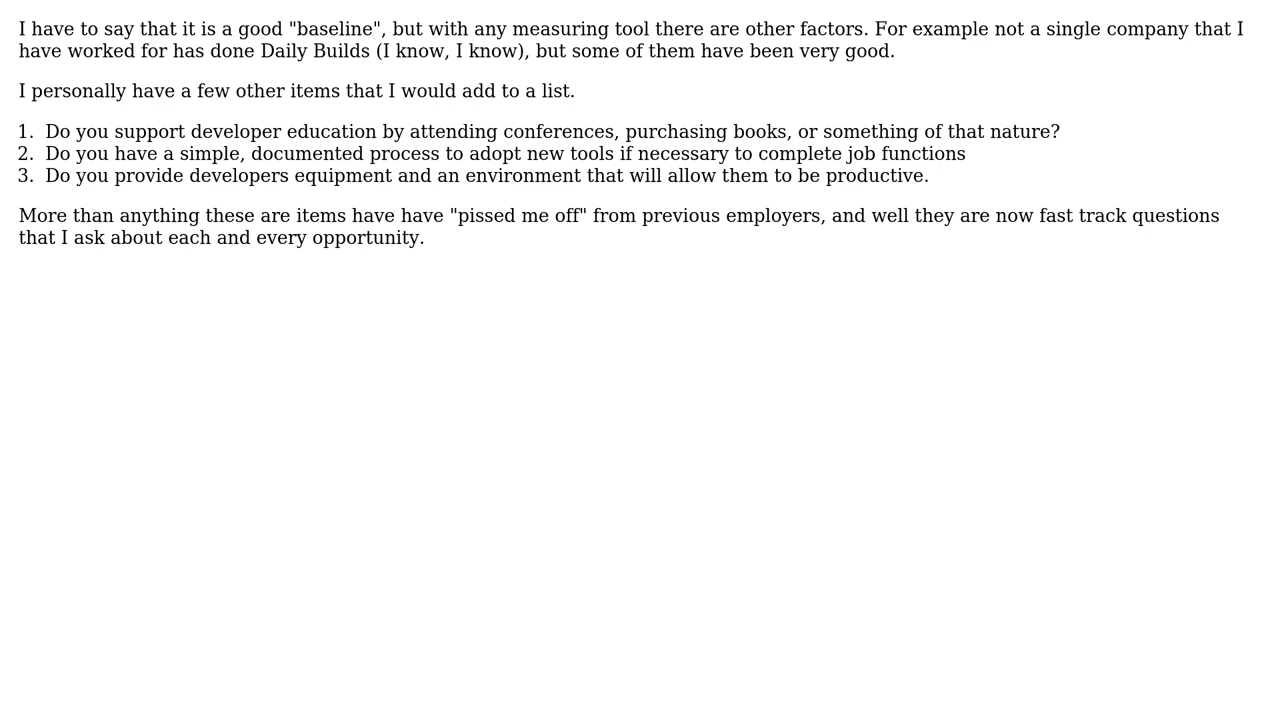 I have to say that it is a good "baseline", but with any measuring tool there are other factors. For example not a single company that I
have worked for has done Daily Builds (I know, I know), but some of them have been very good.
I personally have a few other items that I would add to a list.
1. Do you support developer education by attending conferences, purchasing books, or something of that nature?
2. Do you have a simple, documented process to adopt new tools if necessary to complete job functions
3. Do you provide developers equipment and an environment that will allow them to be productive.
More than anything these are items have have "pissed me off" from previous employers, and well they are now fast track questions
that I ask about each and every opportunity.